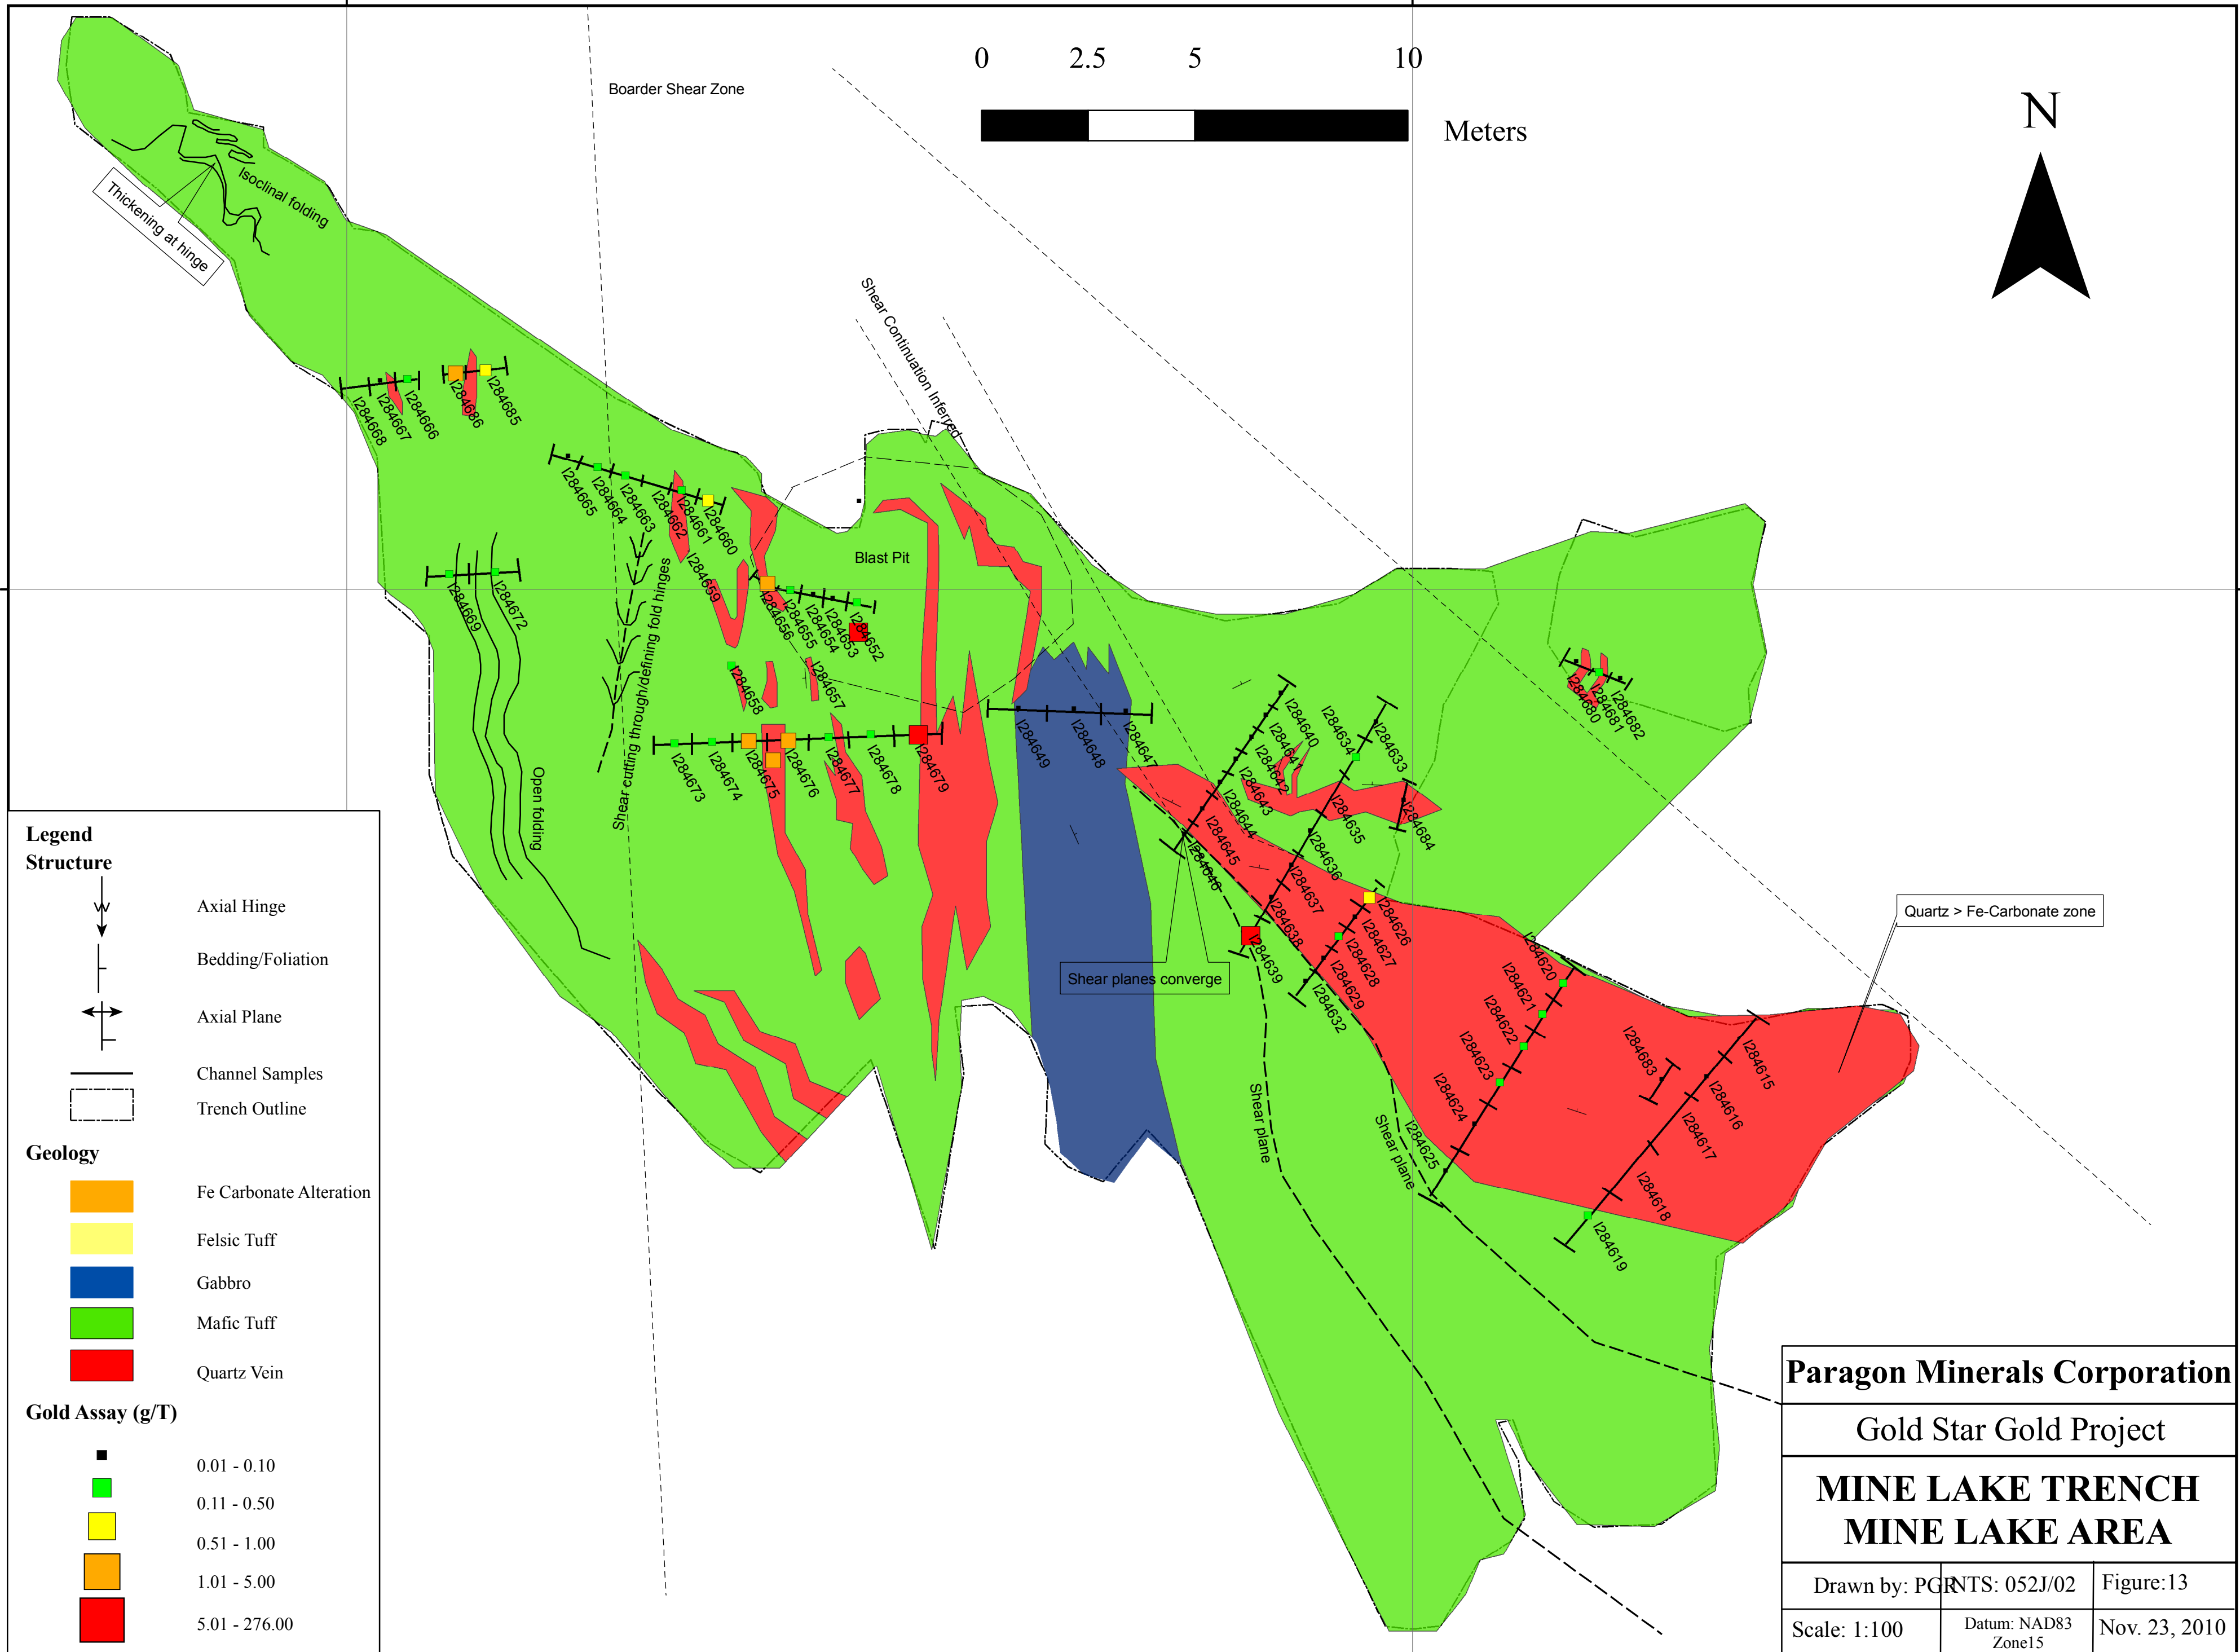 0 2.5 5 10
Meters
N
Boarder Shear Zone
Isoclinal folding
Thickening at hinge
Shear Continuation Inferred
I284668
I284667
I284666
I284686
I284685
I284665
I284664
I284663
I284662
I284661
I284660
I284659
Blast Pit
I284669
I284672
I284656
I284655
I284654
I284653
I284652
I284658
I284657
Shear cutting through/defining fold hinges
Open folding
I284673
I284674
I284675
I284676
I284677
I284678
I284679
I284649
I284648
I284647
I284640
I284641
I284642
I284643
I284644
I284645
I284646
I284634
I284633
I284635
I284684
I284636
I284637
I284638
I284639
I284680
I284681
I284682
I284626
I284627
I284628
I284629
I284632
Quartz > Fe-Carbonate zone
Shear planes converge
I284620
I284621
I284622
I284623
I284624
I284625
I284683
I284615
I284616
I284617
I284618
I284619
Shear plane
Shear plane
Legend
Structure
Axial Hinge
Bedding/Foliation
Axial Plane
Channel Samples
Trench Outline
Geology
Fe Carbonate Alteration
Felsic Tuff
Gabbro
Mafic Tuff
Quartz Vein
Gold Assay (g/T)
0.01 - 0.10
0.11 - 0.50
0.51 - 1.00
1.01 - 5.00
5.01 - 276.00
Paragon Minerals Corporation
Gold Star Gold Project
MINE LAKE TRENCH
MINE LAKE AREA
Drawn by: PGR NTS: 052J/02 Figure:13
Scale: 1:100 Datum: NAD83 Nov. 23, 2010
Zone15